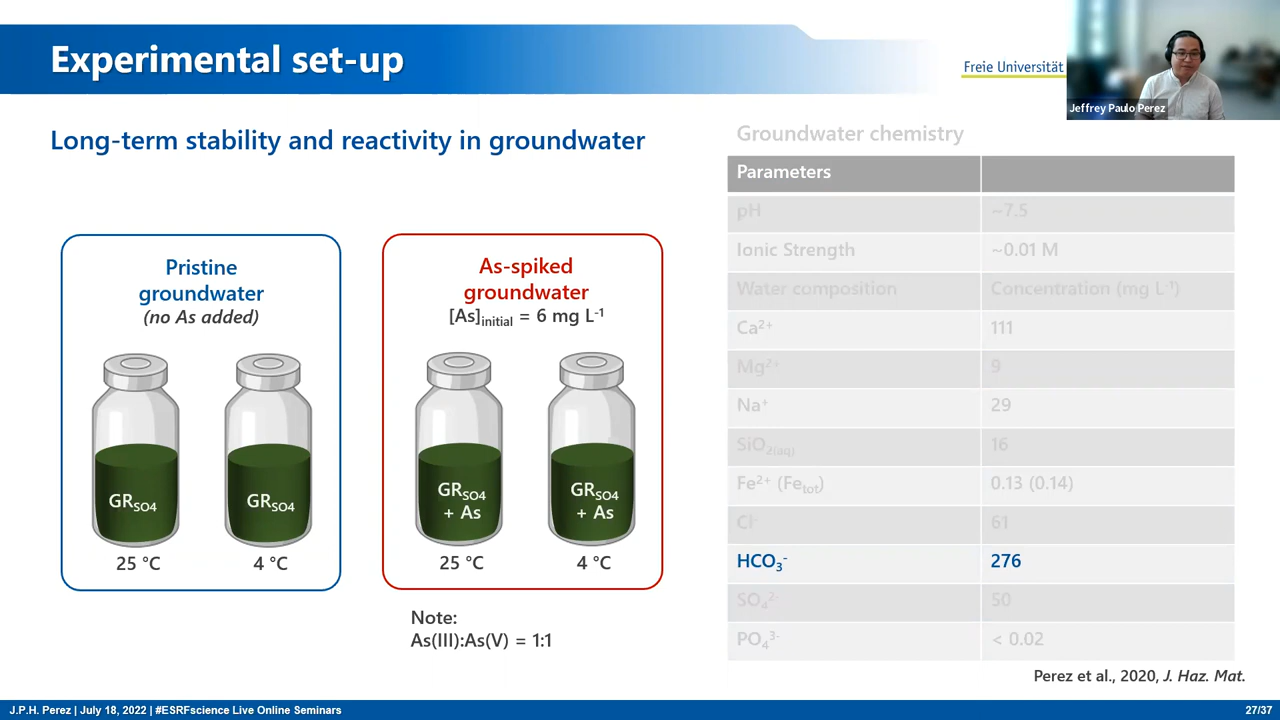 Experimental set-up
Freie Universität
Jeffrey Paulo Perez
Long-term stability and reactivity in groundwater
Pristine
groundwater
(no As added)
GRSO4
GRSO4
25 °C
4 °C
As-spiked
groundwater
[As]initial = 6 mg L-1
GRSO4
+ As
GRSO4
+ As
25 °C
4 °C
Note:
As(III):As(V) = 1:1
Groundwater chemistry
Parameters
pH ~7.5
Ionic Strength ~0.01 M
Water composition Concentration (mg L-1)
Ca2+ 111
Mg2+ 9
Na+ 29
SiO2(aq) 16
Fe2+ (Fetot) 0.13 (0.14)
Cl- 61
HCO3- 276
SO42- 50
PO43- < 0.02
Perez et al., 2020, J. Haz. Mat.
J.P.H. Perez | July 18, 2022 | #ESRFscience Live Online Seminars
27/37